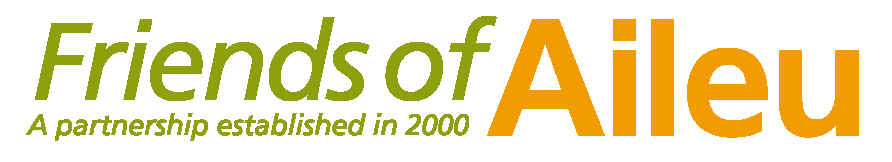 Friends of Aileu
A partnership established in 2000